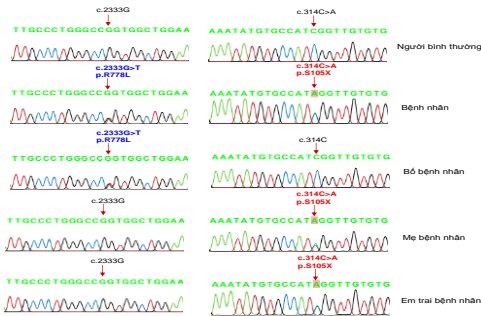 c.2333G c.314C>A
TTGCCCTGGGCCGGTGGCTGGAA AAATATGTGCCATCGGTTGTGTG
Người bình thường
c.2333G>T c.314C>A
p.R778L p.S105X
TTGCCCTGGGCCGGTGGCTGGAA AAATATGTGCCATAGGTTGTGTG
Bệnh nhân
c.2333G>T c.314C
p.R778L
TTGCCCTGGGCCGGTGGCTGGAA AAATATGTGCCATCGGTTGTGTG
Bố bệnh nhân
c.2333G c.314C>A
p.S105X
TTGCCCTGGGCCGGTGGCTGGAA AAATATGTGCCATAGGTTGTGTG
Mẹ bệnh nhân
c.2333G c.314C>A
p.S105X
TTGCCCTGGGCCGGTGGCTGGAA AAATATGTGCCATAGGTTGTGTG
Em trai bệnh nhân